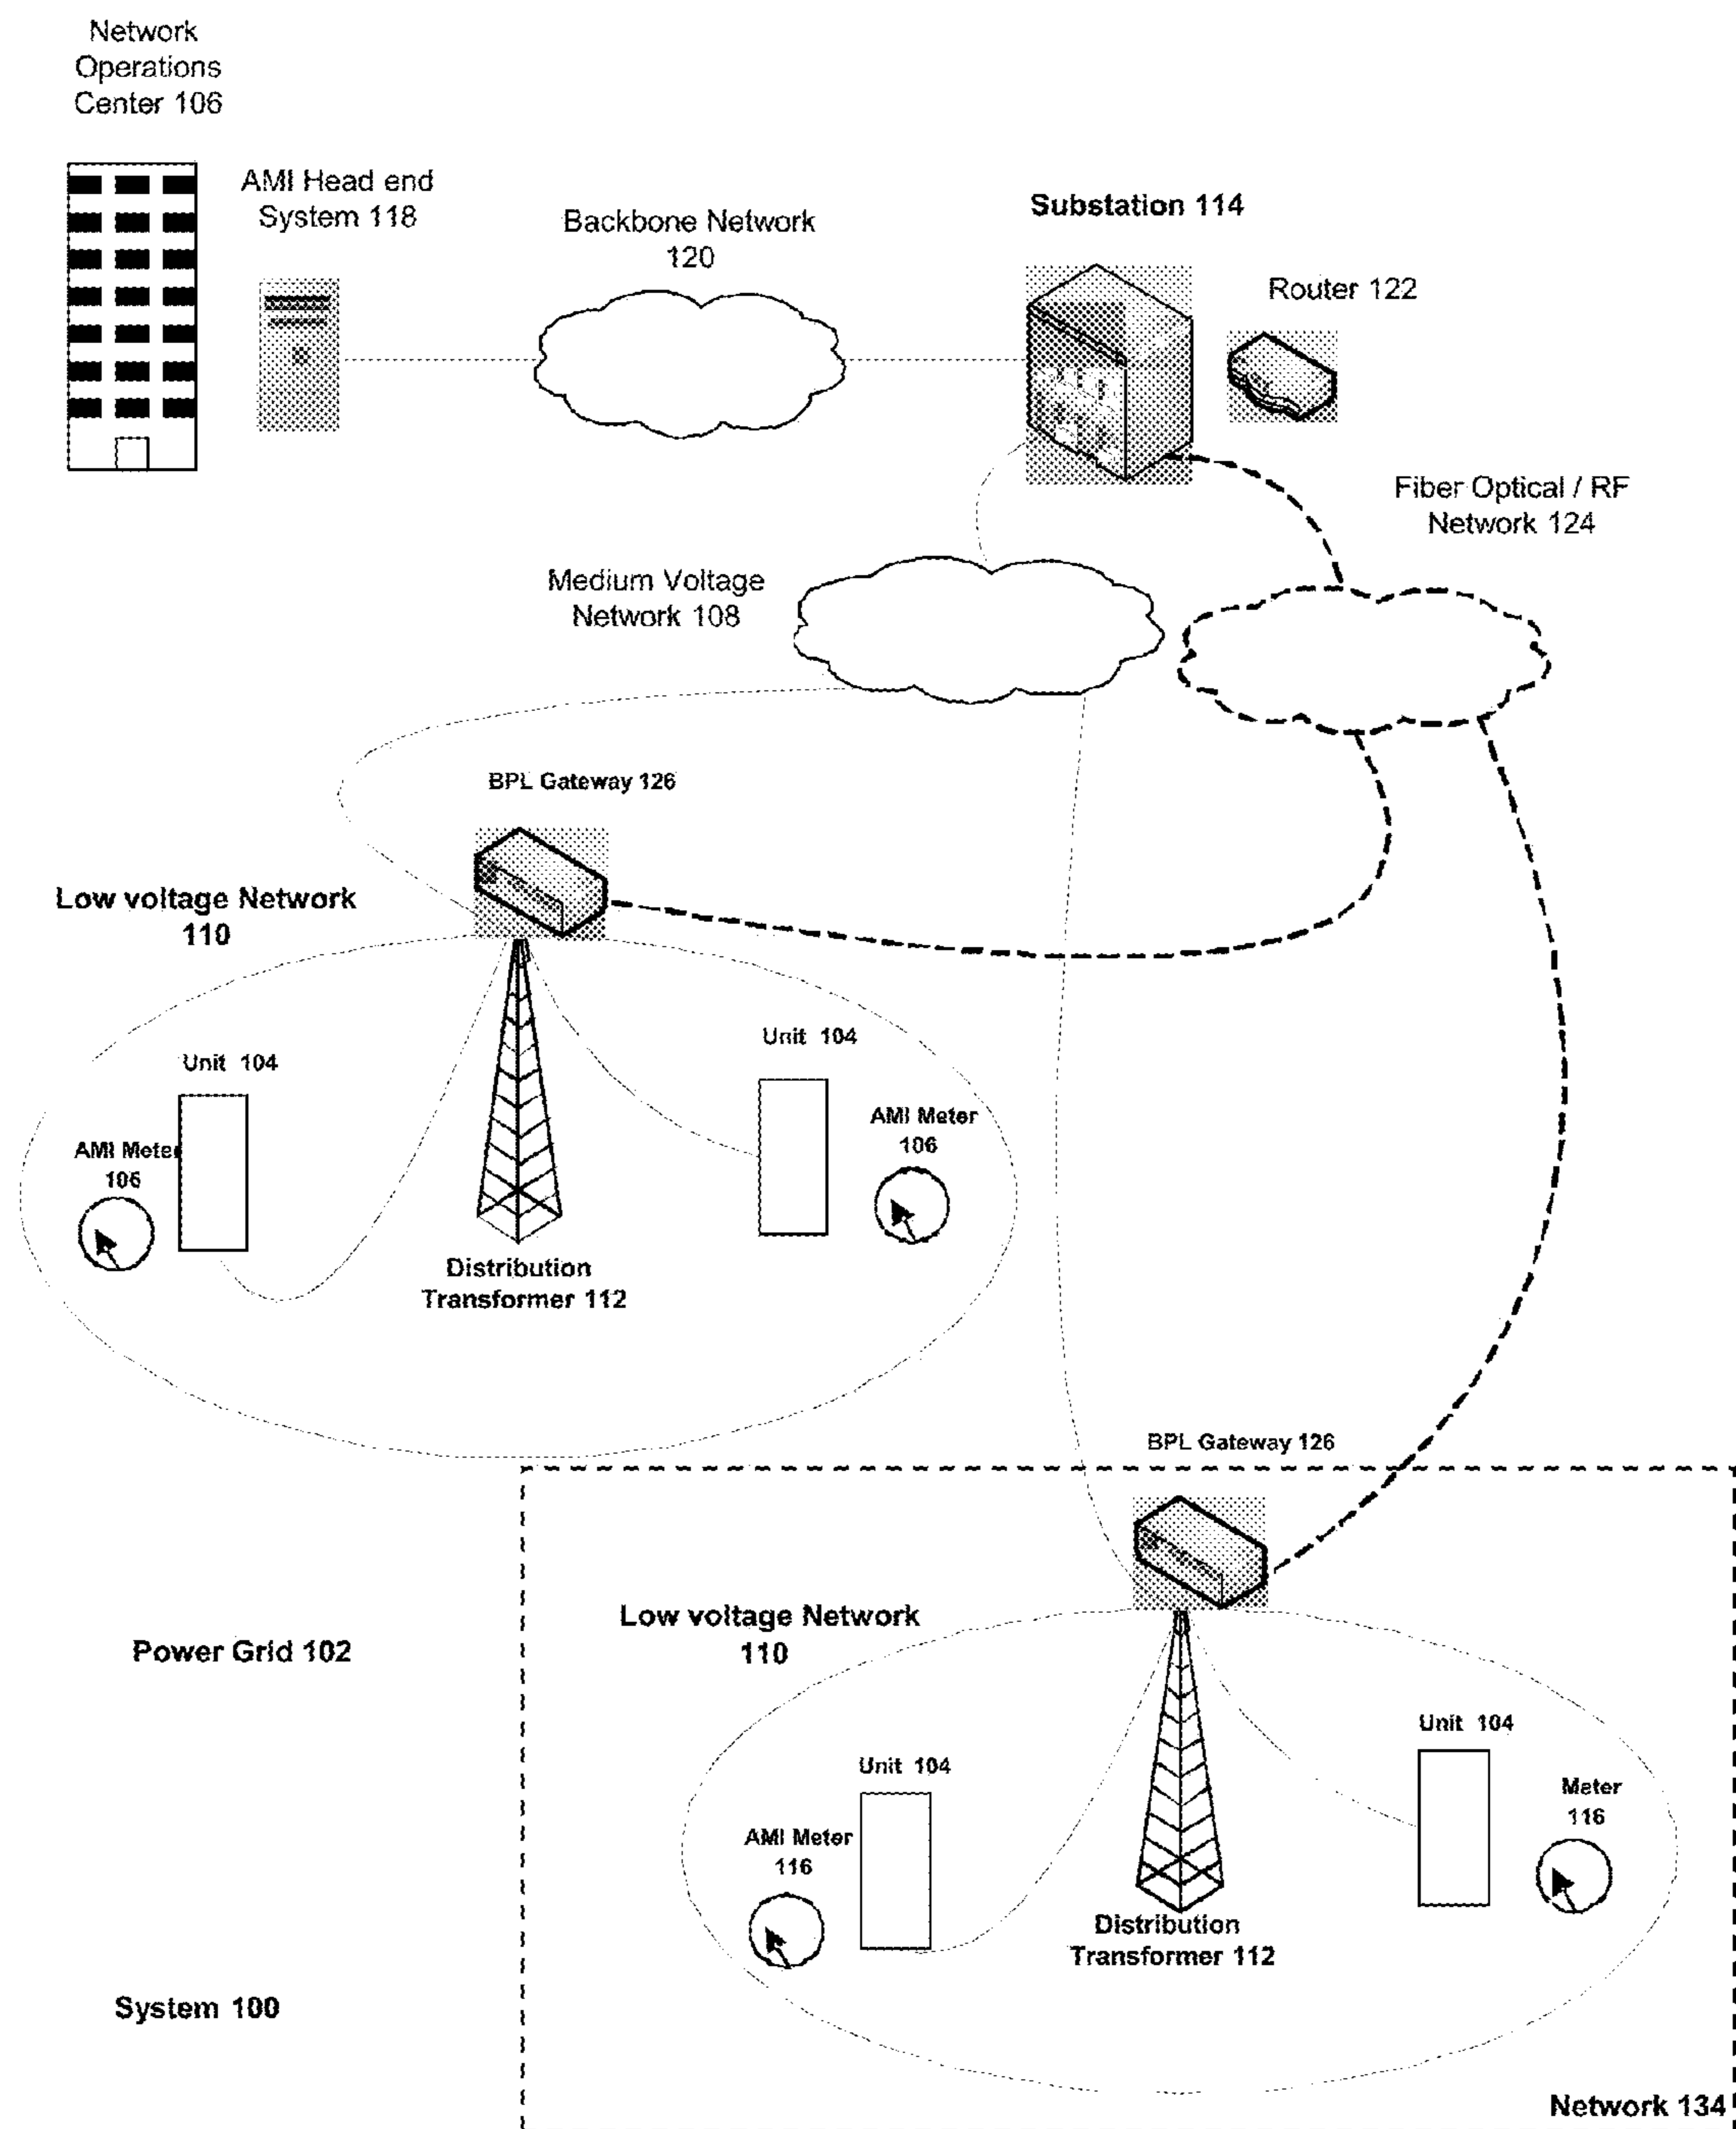 Network
Operations
Center 106
AMI Head end
System 118
Backbone Network
120
Substation 114
Router 122
Fiber Optical / RF
Network 124
Medium Voltage
Network 108
BPL Gateway 126
Low voltage Network
110
Unit 104
Unit 104
AMI Meter
106
AMI Meter
106
Distribution
Transformer 112
BPL Gateway 126
Low voltage Network
110
Power Grid 102
Unit 104
Unit 104
Meter
116
AMI Meter
116
Distribution
Transformer 112
System 100
Network 134